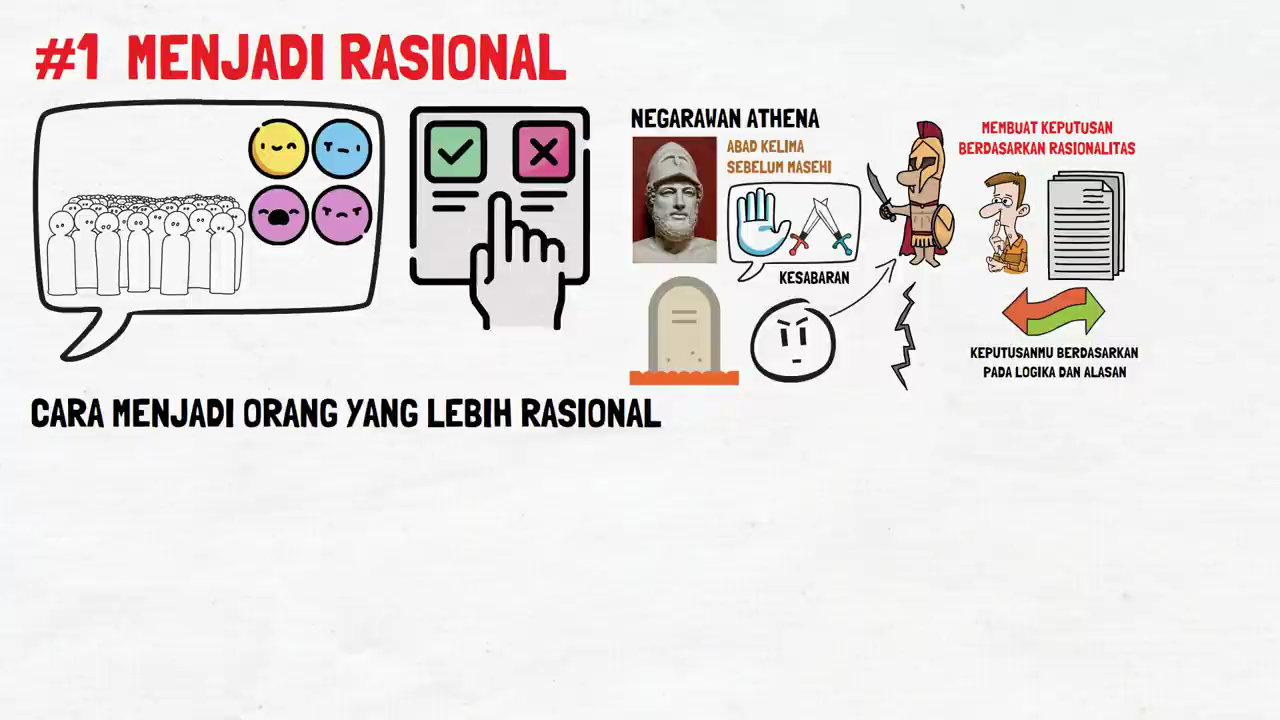 #1 MENJADI RASIONAL
NEGARAWAN ATHENA
ABAD KELIMA
SEBELUM MASEHI
KESABARAN
MEMBUAT KEPUTUSAN
BERDASARKAN RASIONALITAS
KEPUTUSANMU BERDASARKAN
PADA LOGIKA DAN ALASAN
CARA MENJADI ORANG YANG LEBIH RASIONAL